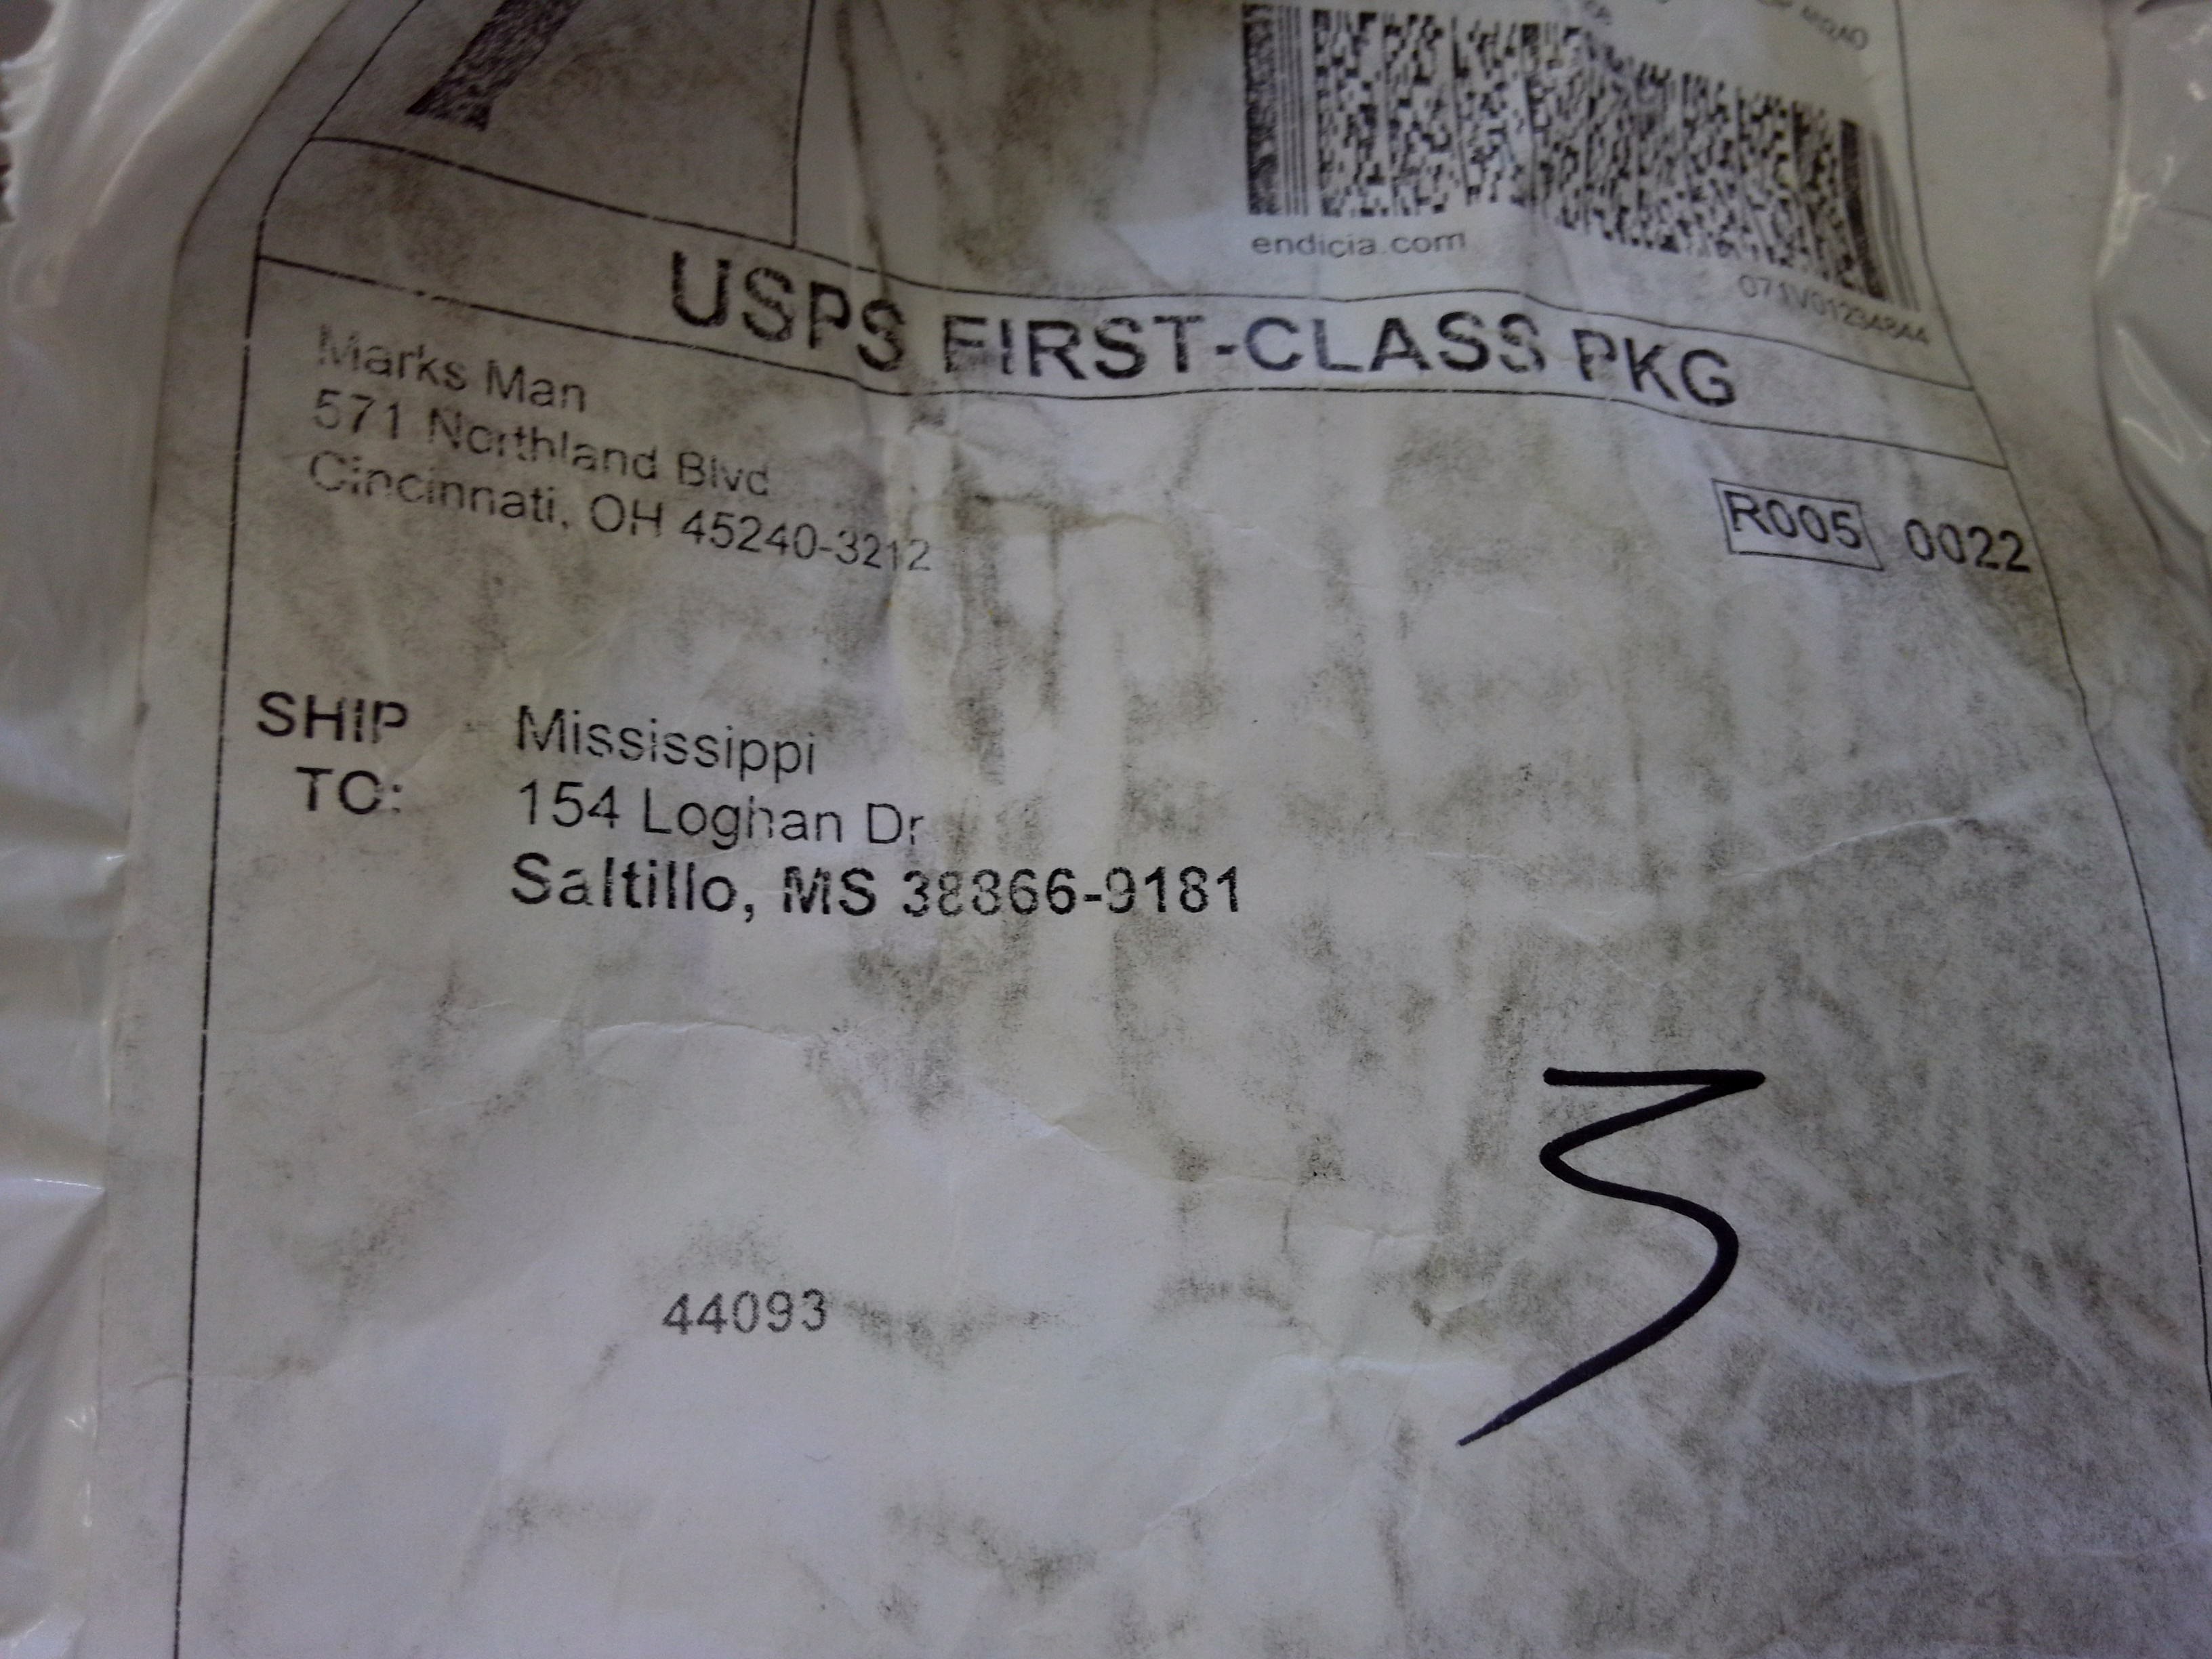 endicia.com
071V01234844
USPS FIRST-CLASS PKG
Marks Man
571 Northland Blvd
Cincinnati, OH 45240-3212
R005 0022
SHIP TO:
Mississippi
154 Loghan Dr
Saltillo, MS 38866-9181
3
44093